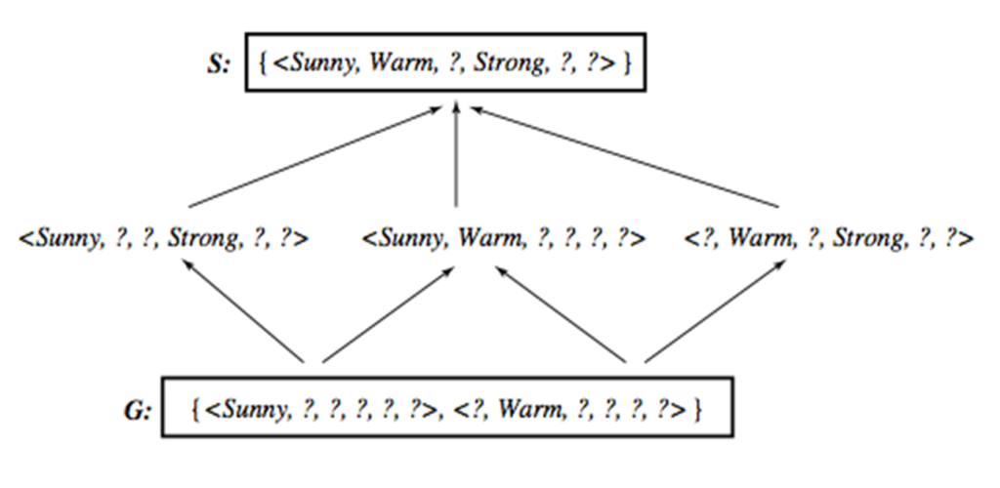 S: { <Sunny, Warm, ?, Strong, ?, ?> }
<Sunny, ?, ?, Strong, ?, ?> <Sunny, Warm, ?, ?, ?, ?> <?, Warm, ?, Strong, ?, ?>
G: { <Sunny, ?, ?, ?, ?, ?>, <?, Warm, ?, ?, ?, ?> }